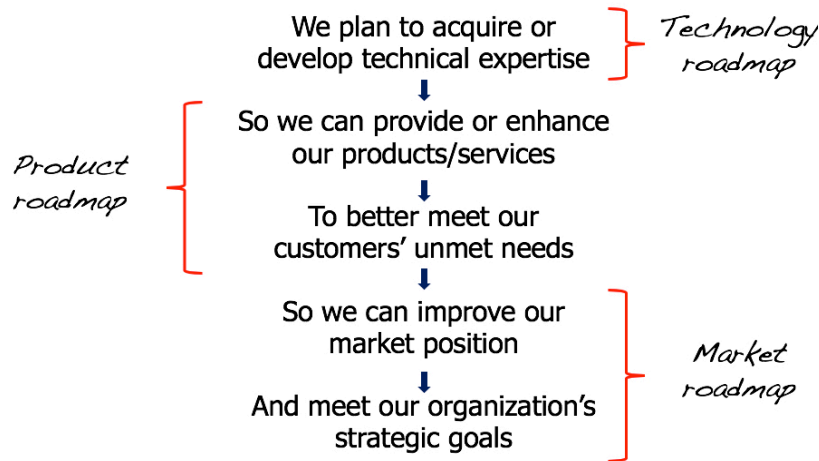 We plan to acquire or
develop technical expertise
Technology
roadmap
So we can provide or enhance
our products/services
Product
roadmap
To better meet our
customers’ unmet needs
So we can improve our
market position
Market
roadmap
And meet our organization’s
strategic goals